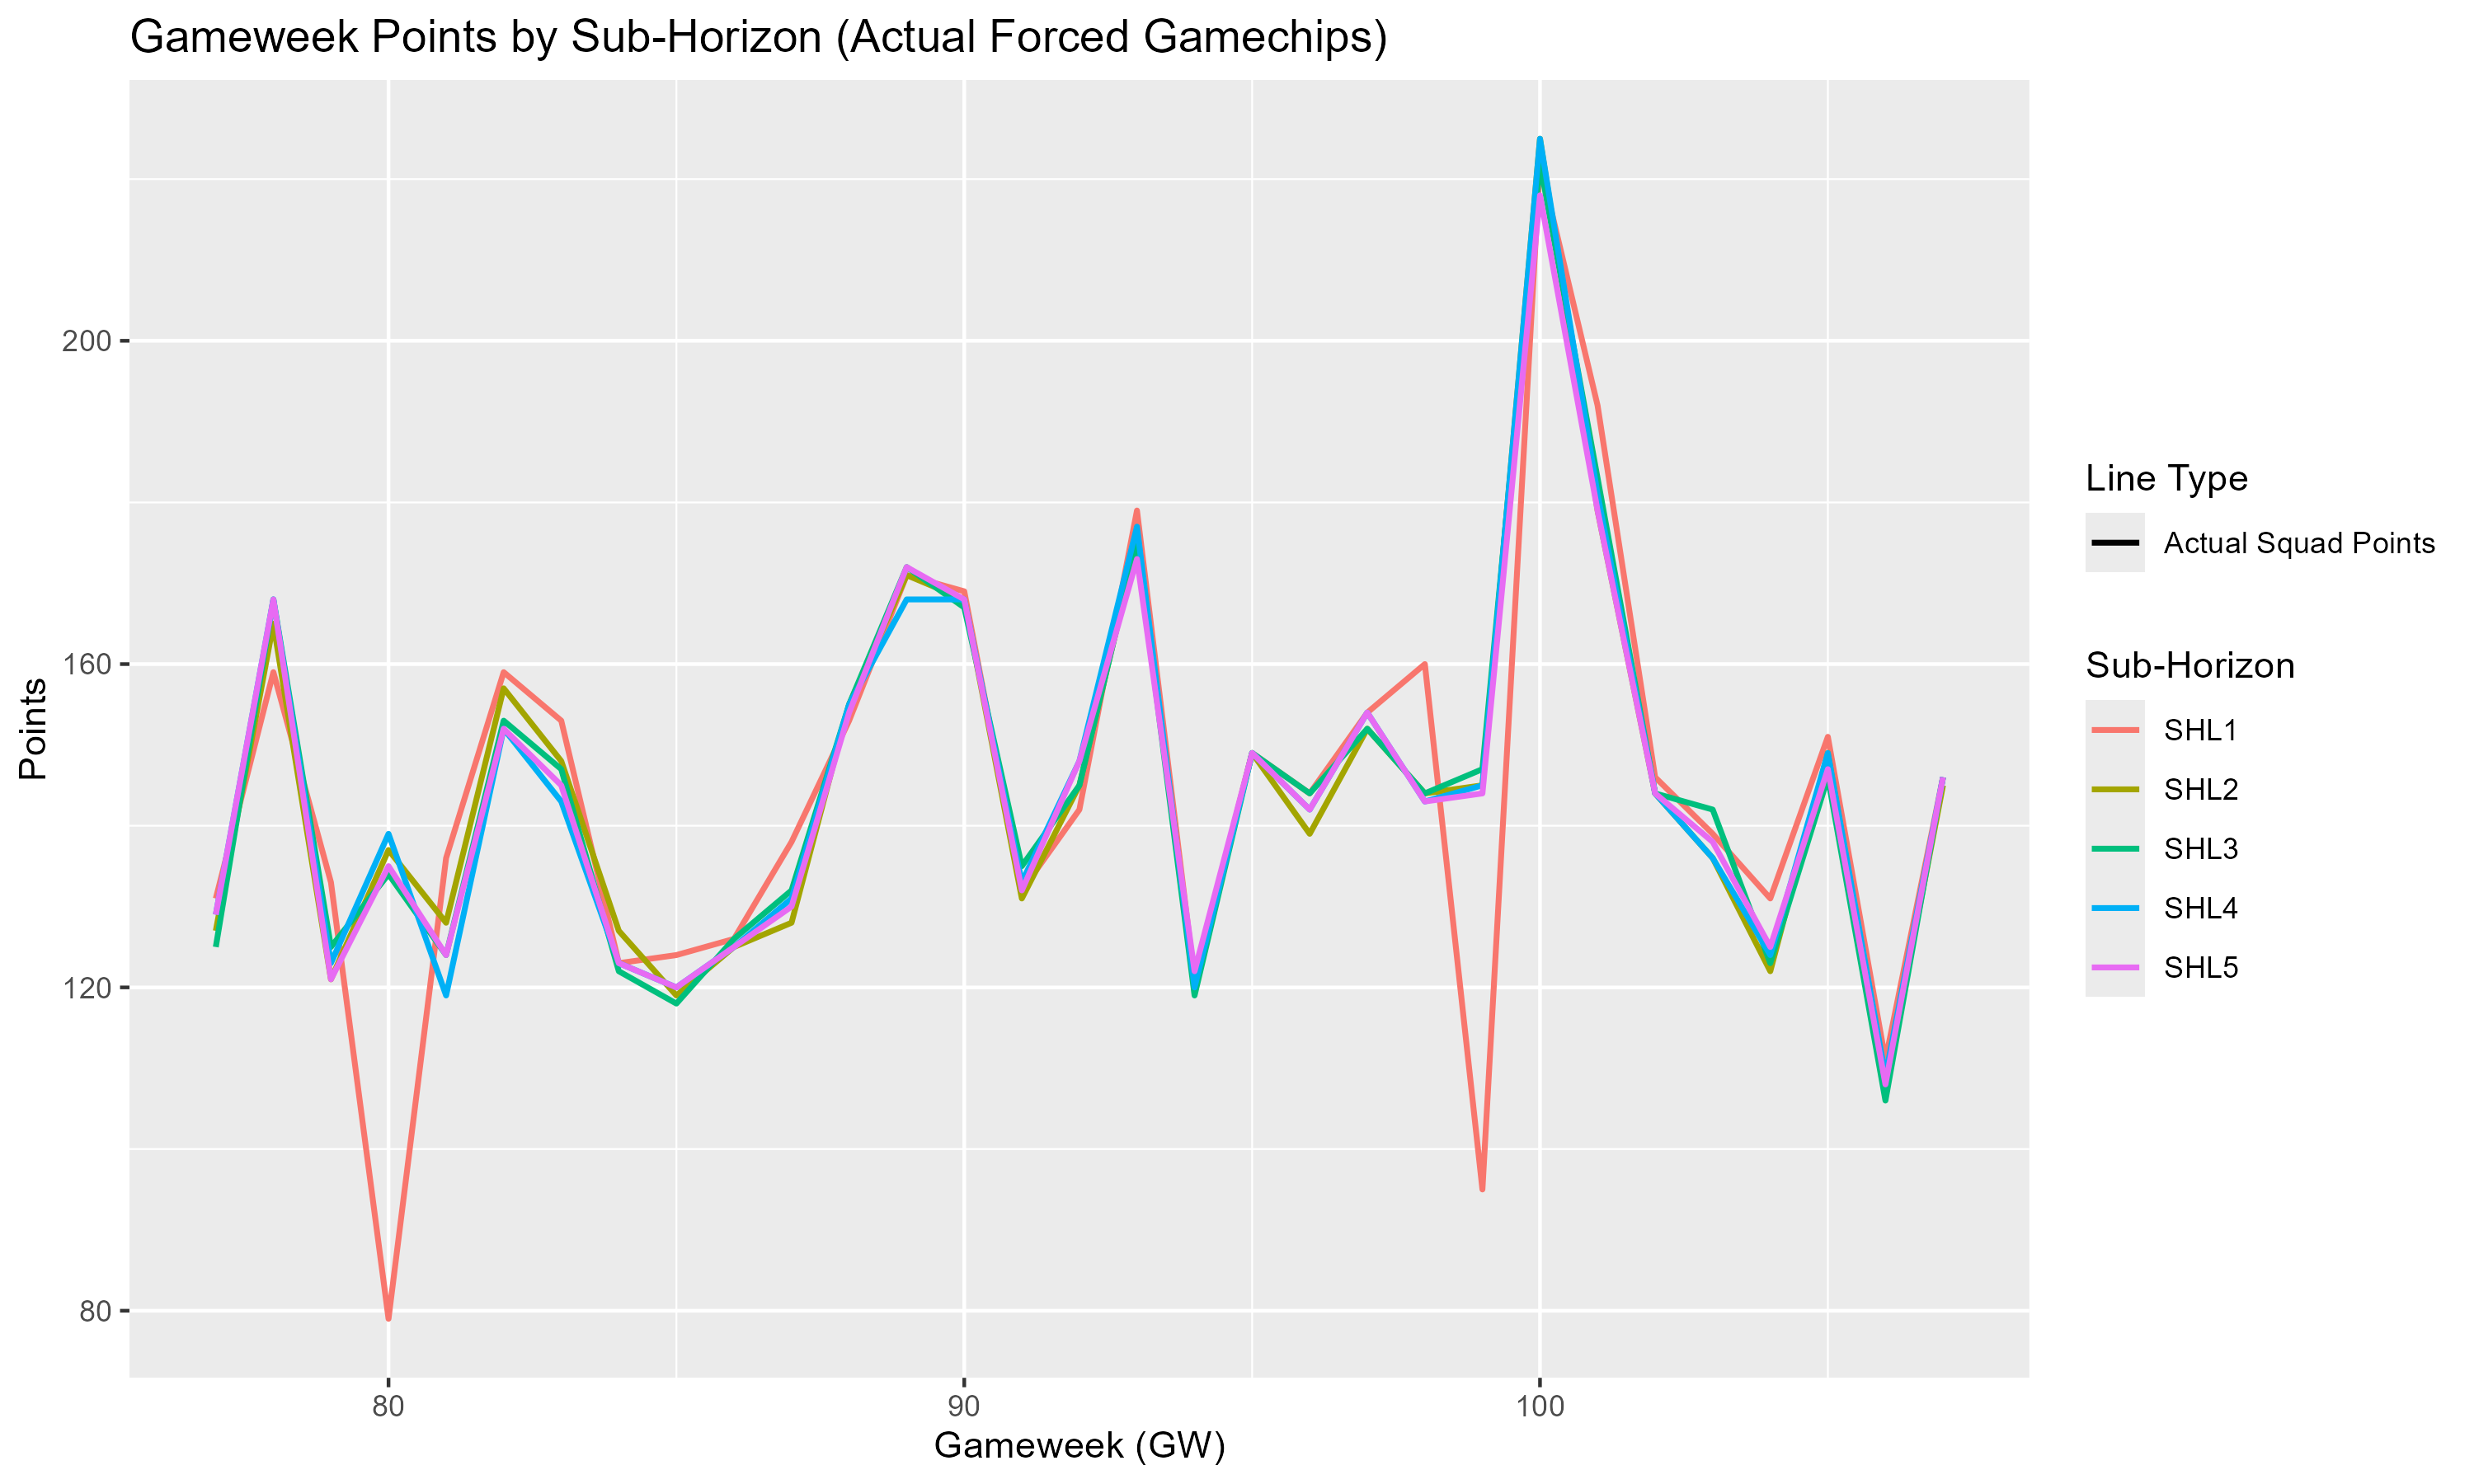 Gameweek Points by Sub-Horizon (Actual Forced Gamechips)
Points
200
160
120
80
80
90
100
Gameweek (GW)
Line Type
Actual Squad Points
Sub-Horizon
SHL1
SHL2
SHL3
SHL4
SHL5